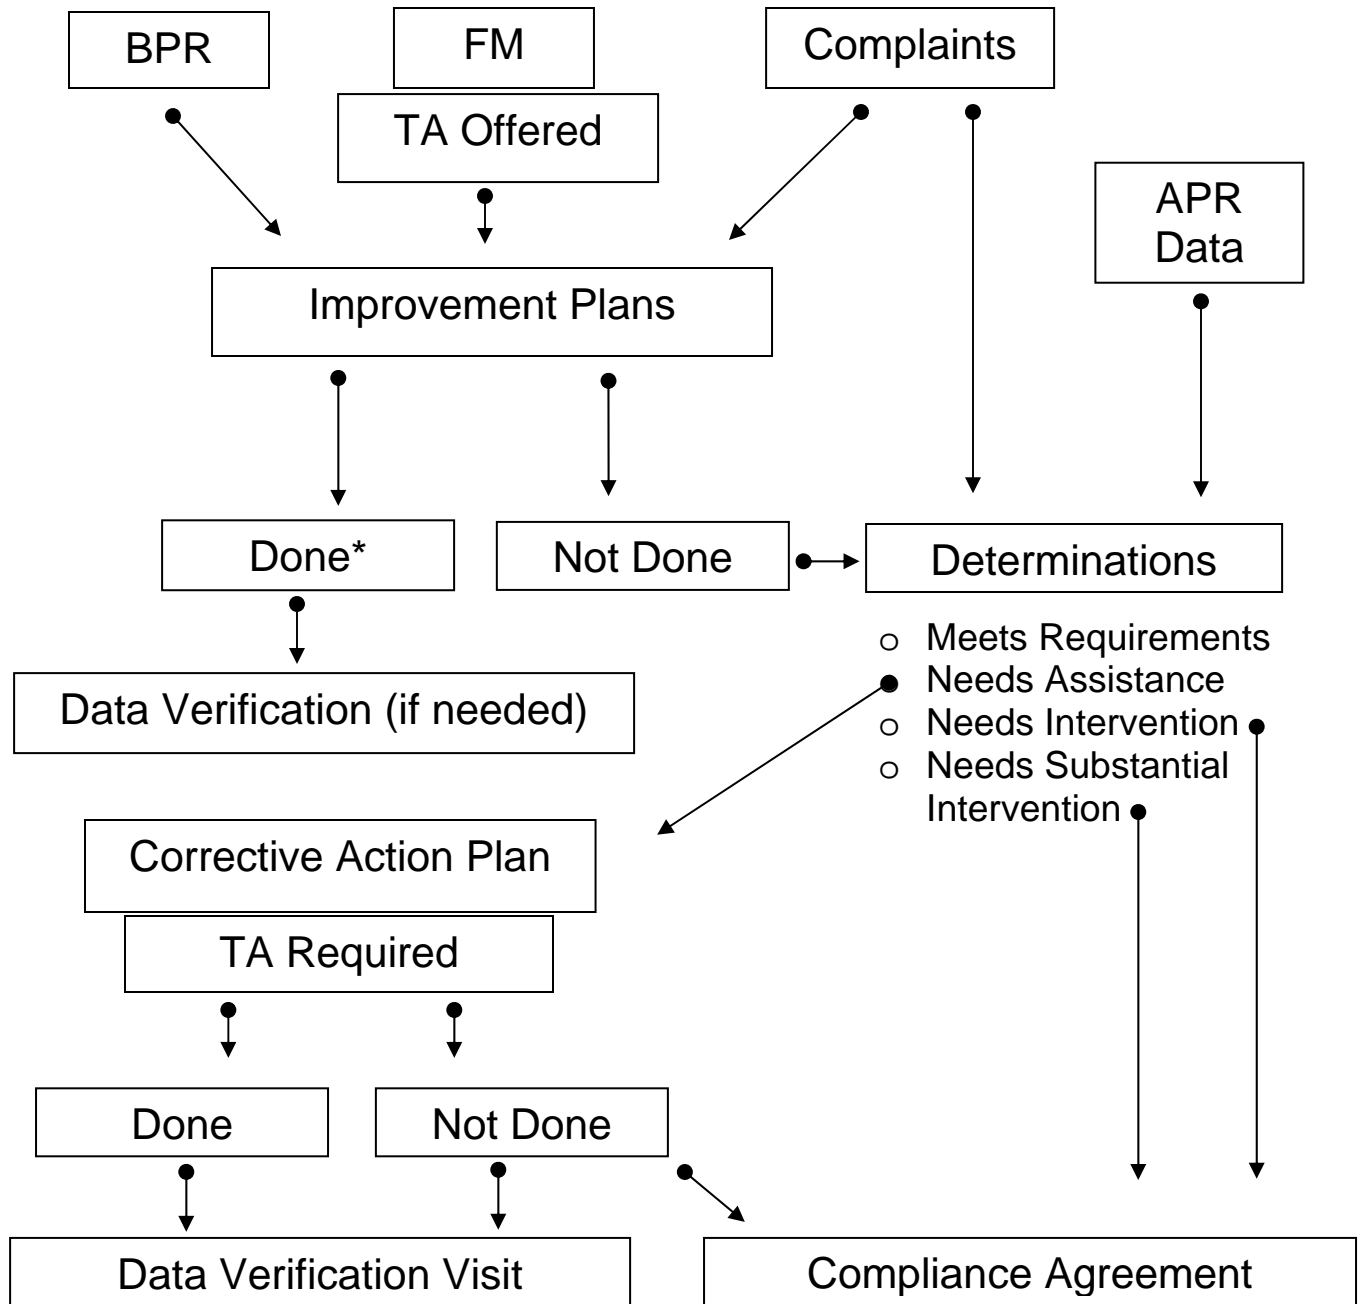 BPR
FM
Complaints
TA Offered
APR
Data
Improvement Plans
Done*
Not Done
Determinations
o Meets Requirements
Needs Assistance
o Needs Intervention
o Needs Substantial
Intervention
Data Verification (if needed)
Corrective Action Plan
TA Required
Done
Not Done
Data Verification Visit
Compliance Agreement